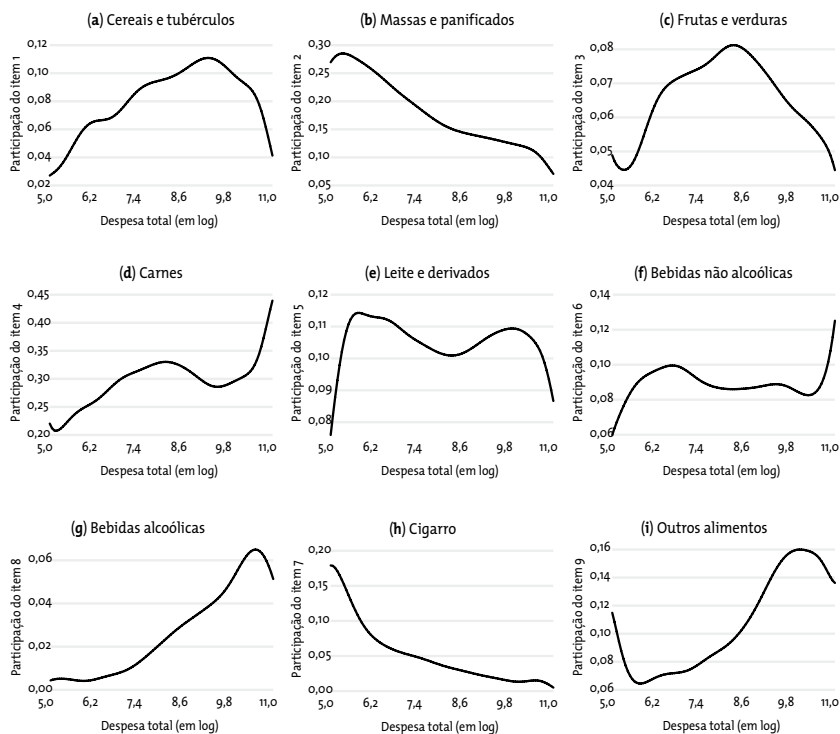 (a) Cereais e tubérculos
Participação do item 1
0,12
0,10
0,08
0,06
0,04
0,02
5,0 6,2 7,4 8,6 9,8 11,0
Despesa total (em log)
(b) Massas e panificados
Participação do item 2
0,30
0,25
0,20
0,15
0,10
0,05
5,0 6,2 7,4 8,6 9,8 11,0
Despesa total (em log)
(c) Frutas e verduras
Participação do item 3
0,08
0,07
0,06
0,05
0,04
5,0 6,2 7,4 8,6 9,8 11,0
Despesa total (em log)
(d) Carnes
Participação do item 4
0,45
0,40
0,35
0,30
0,25
0,20
5,0 6,2 7,4 8,6 9,8 11,0
Despesa total (em log)
(e) Leite e derivados
Participação do item 5
0,12
0,11
0,10
0,09
0,08
5,0 6,2 7,4 8,6 9,8 11,0
Despesa total (em log)
(f) Bebidas não alcoólicas
Participação do item 6
0,14
0,12
0,10
0,08
0,06
5,0 6,2 7,4 8,6 9,8 11,0
Despesa total (em log)
(g) Bebidas alcoólicas
Participação do item 8
0,06
0,04
0,02
0,00
5,0 6,2 7,4 8,6 9,8 11,0
Despesa total (em log)
(h) Cigarro
Participação do item 7
0,20
0,15
0,10
0,05
0,00
5,0 6,2 7,4 8,6 9,8 11,0
Despesa total (em log)
(i) Outros alimentos
Participação do item 9
0,16
0,14
0,12
0,10
0,08
0,06
5,0 6,2 7,4 8,6 9,8 11,0
Despesa total (em log)